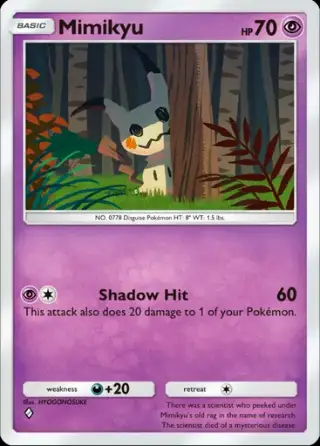 BASIC Mimikyu HP 70
NO. 0778 Disguise Pokémon HT: 8" WT: 1.5 lbs.
Shadow Hit 60
This attack also does 20 damage to 1 of your Pokémon.
weakness +20 retreat
Illus. HYOGONOSUKE
There was a scientist who peeked under
Mimikyu's old rag in the name of research.
The scientist died of a mysterious disease.